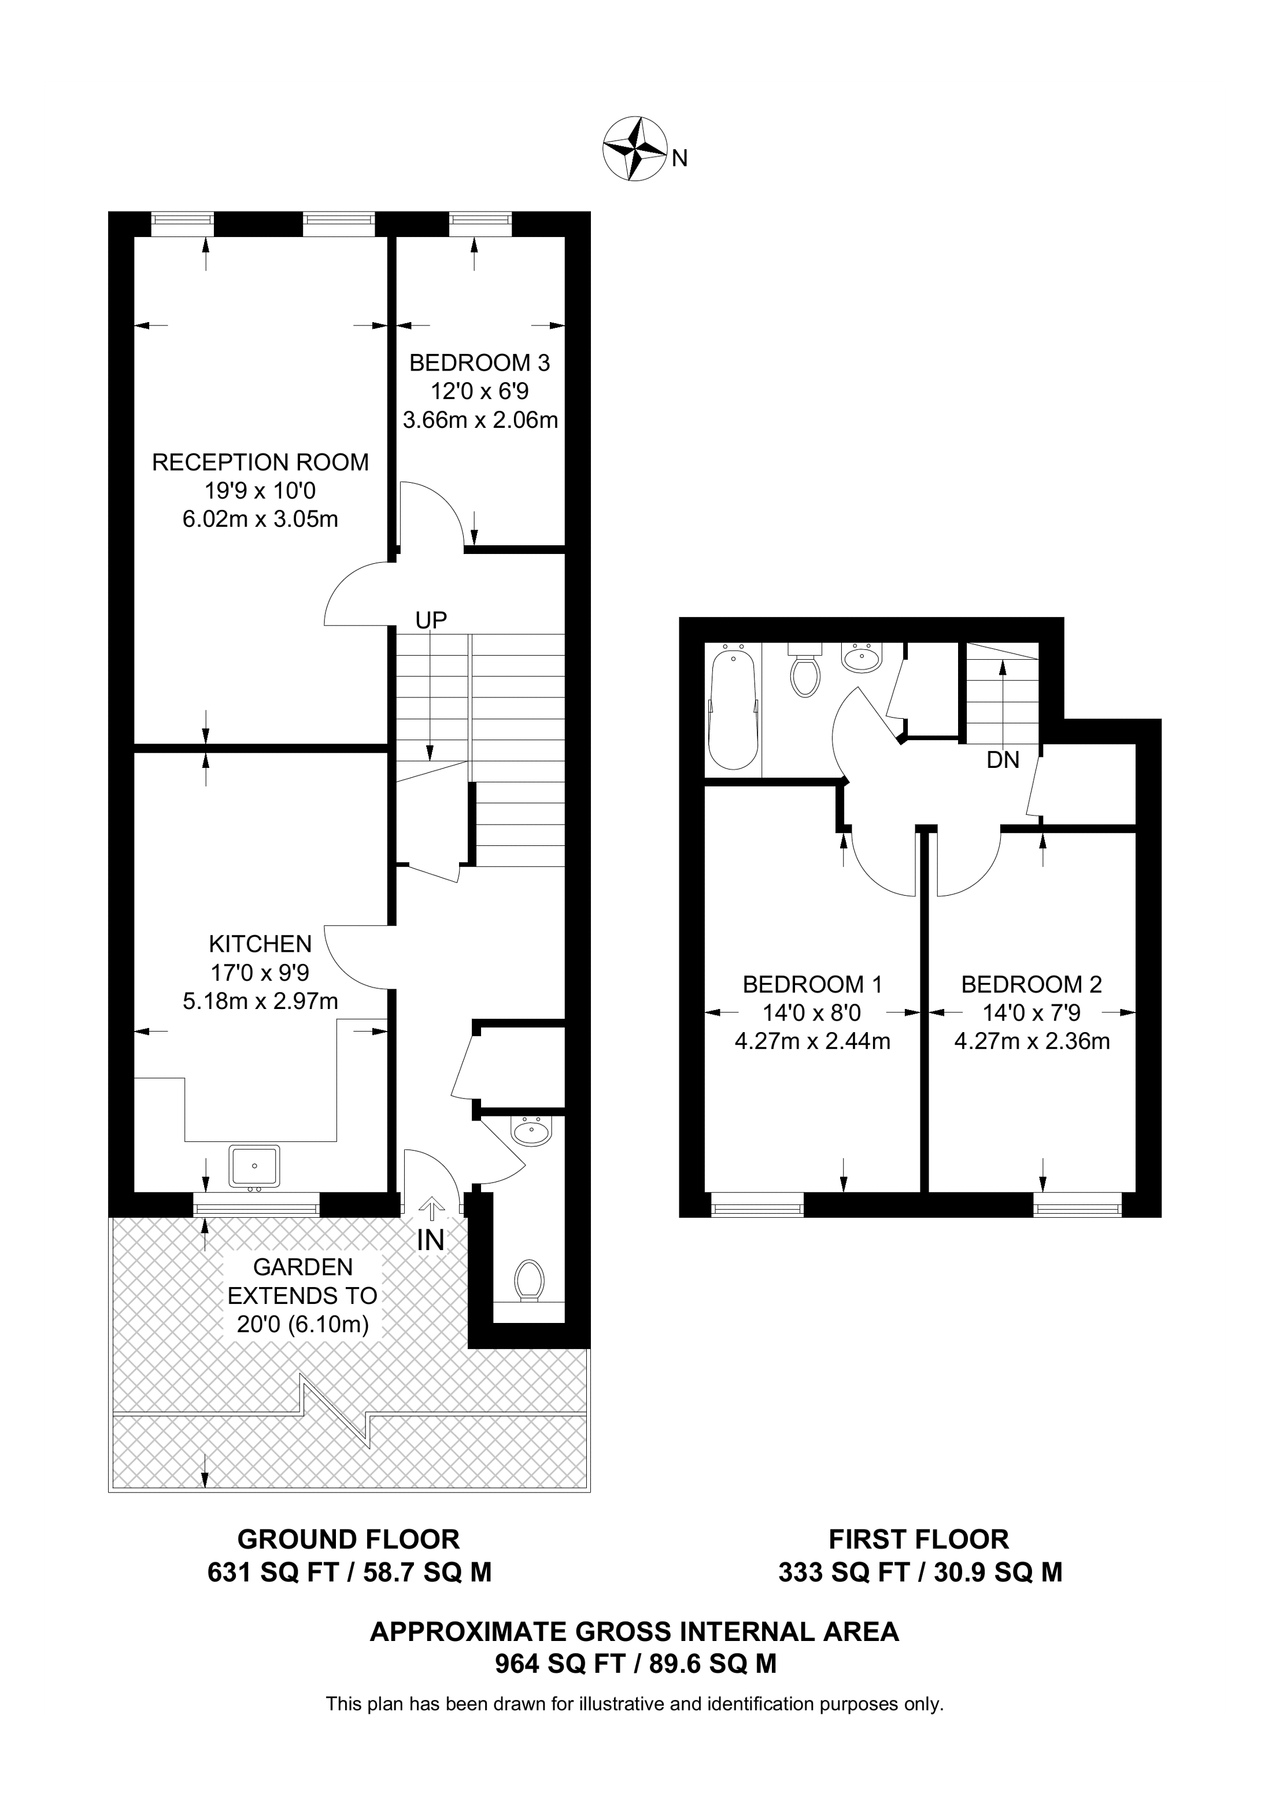 N
BEDROOM 3
12'0 x 6'9
3.66m x 2.06m
RECEPTION ROOM
19'9 x 10'0
6.02m x 3.05m
UP
KITCHEN
17'0 x 9'9
5.18m x 2.97m
IN
GARDEN
EXTENDS TO
20'0 (6.10m)
DN
BEDROOM 1
14'0 x 8'0
4.27m x 2.44m
BEDROOM 2
14'0 x 7'9
4.27m x 2.36m
GROUND FLOOR
631 SQ FT / 58.7 SQ M
FIRST FLOOR
333 SQ FT / 30.9 SQ M
APPROXIMATE GROSS INTERNAL AREA
964 SQ FT / 89.6 SQ M
This plan has been drawn for illustrative and identification purposes only.